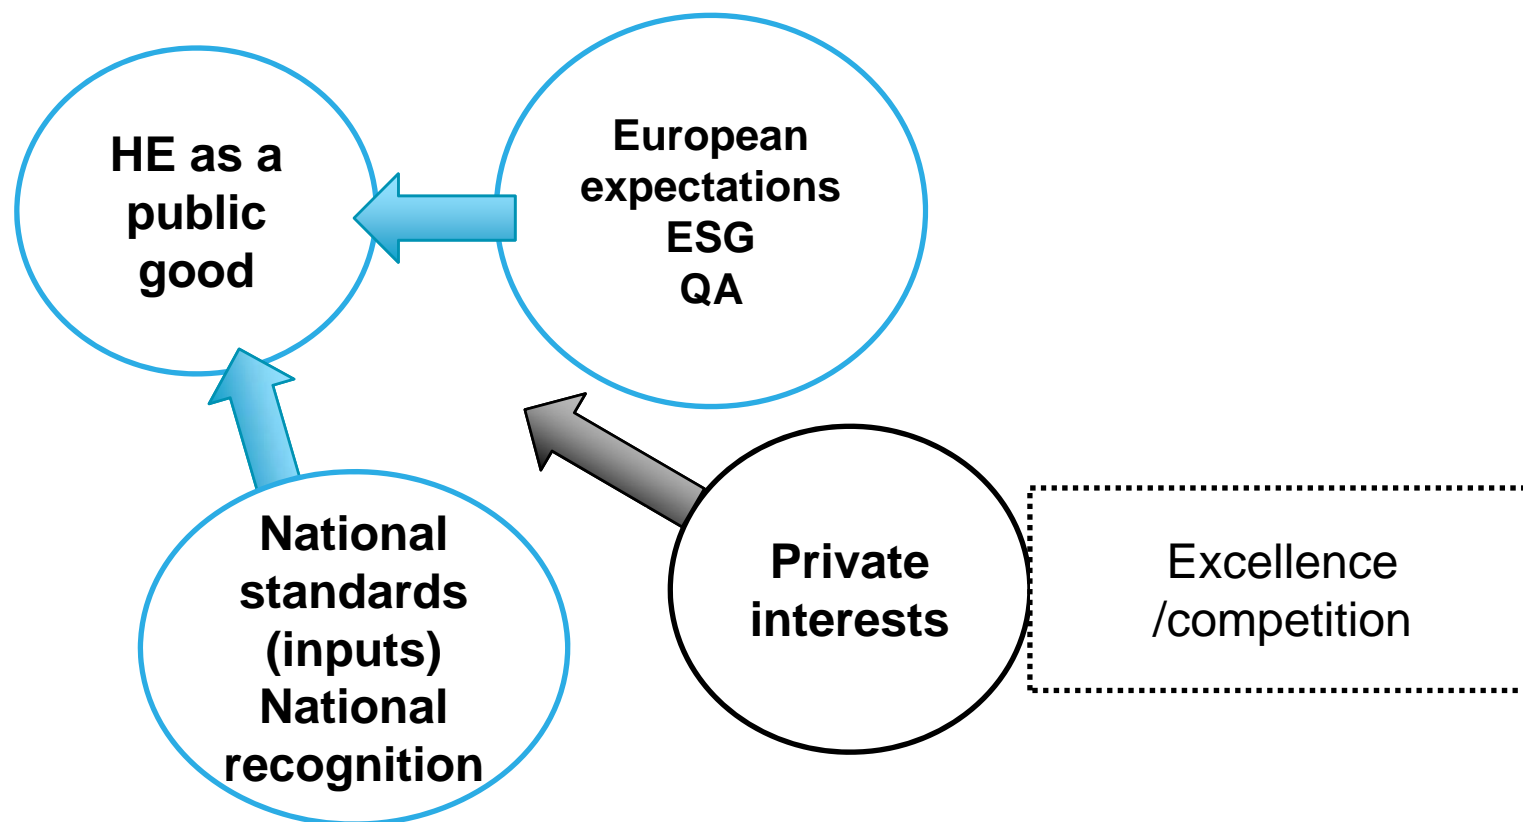 HE as a
public
good
European
expectations
ESG
QA
National
standards
(inputs)
National
recognition
Private
interests
Excellence
/competition